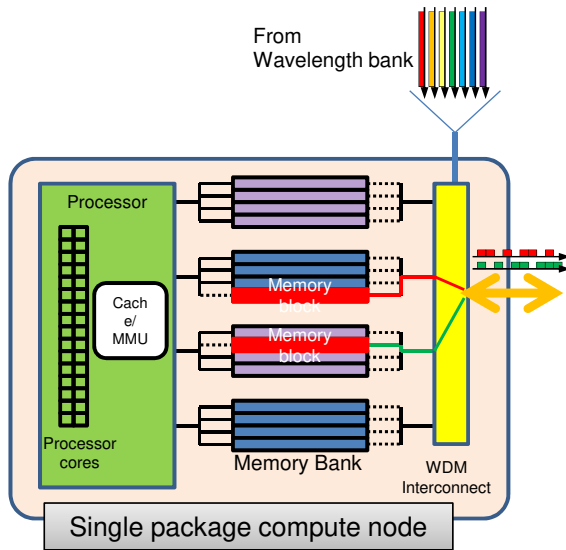 From
Wavelength bank
Processor
Memory
block
Cach
e/
MMU
Memory
block
Processor
cores
Memory Bank
WDM
Interconnect
Single package compute node